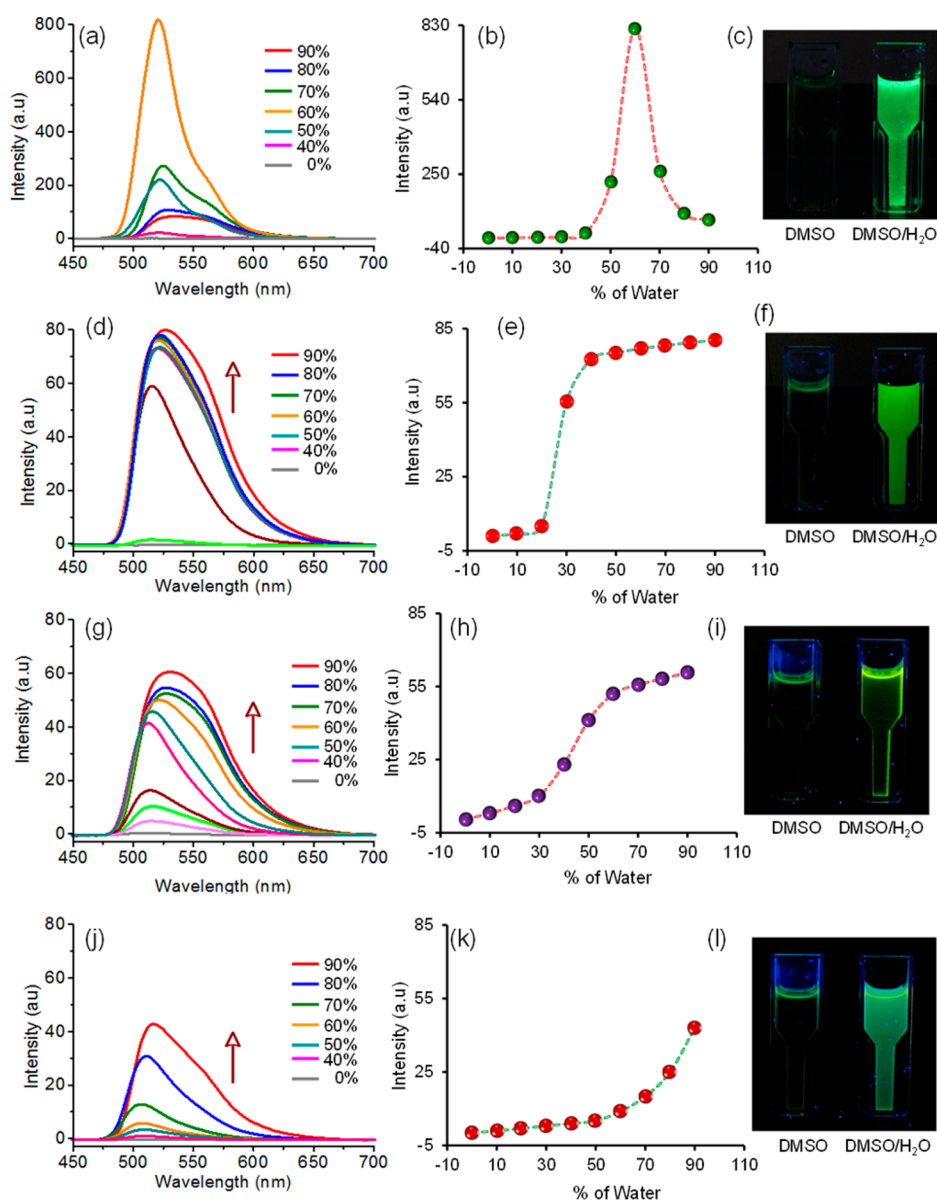 (a)
800
600
400
200
0
Intensity (a.u)
90%
80%
70%
60%
50%
40%
0%
450 500 550 600 650 700
Wavelength (nm)
(b)
830
540
250
-40
Intensity (a.u)
-10 10 30 50 70 90 110
% of Water
(c)
DMSO DMSO/H₂O
(d)
80
60
40
20
0
Intensity (a.u)
90%
80%
70%
60%
50%
40%
0%
450 500 550 600 650 700
Wavelength (nm)
(e)
85
55
25
-5
Intensity (a.u)
-10 10 30 50 70 90 110
% of Water
(f)
DMSO DMSO/H₂O
(g)
80
60
40
20
0
Intensity (a.u)
90%
80%
70%
60%
50%
40%
0%
450 500 550 600 650 700
Wavelength (nm)
(h)
85
55
25
-5
Intensity (a.u)
-10 10 30 50 70 90 110
% of Water
(i)
DMSO DMSO/H₂O
(j)
80
60
40
20
0
Intensity (au)
90%
80%
70%
60%
50%
40%
0%
450 500 550 600 650 700
Wavelength (nm)
(k)
85
55
25
-5
Intensity (a.u)
-10 10 30 50 70 90 110
% of Water
(l)
DMSO DMSO/H₂O